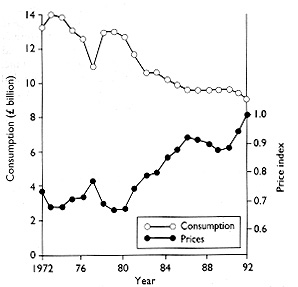 14
12
10
8
6
4
2
0
Consumption (£ billion)
1.0
0.9
0.8
0.7
0.6
Price index
Consumption
Prices
1972 76 80 84 88 92
Year